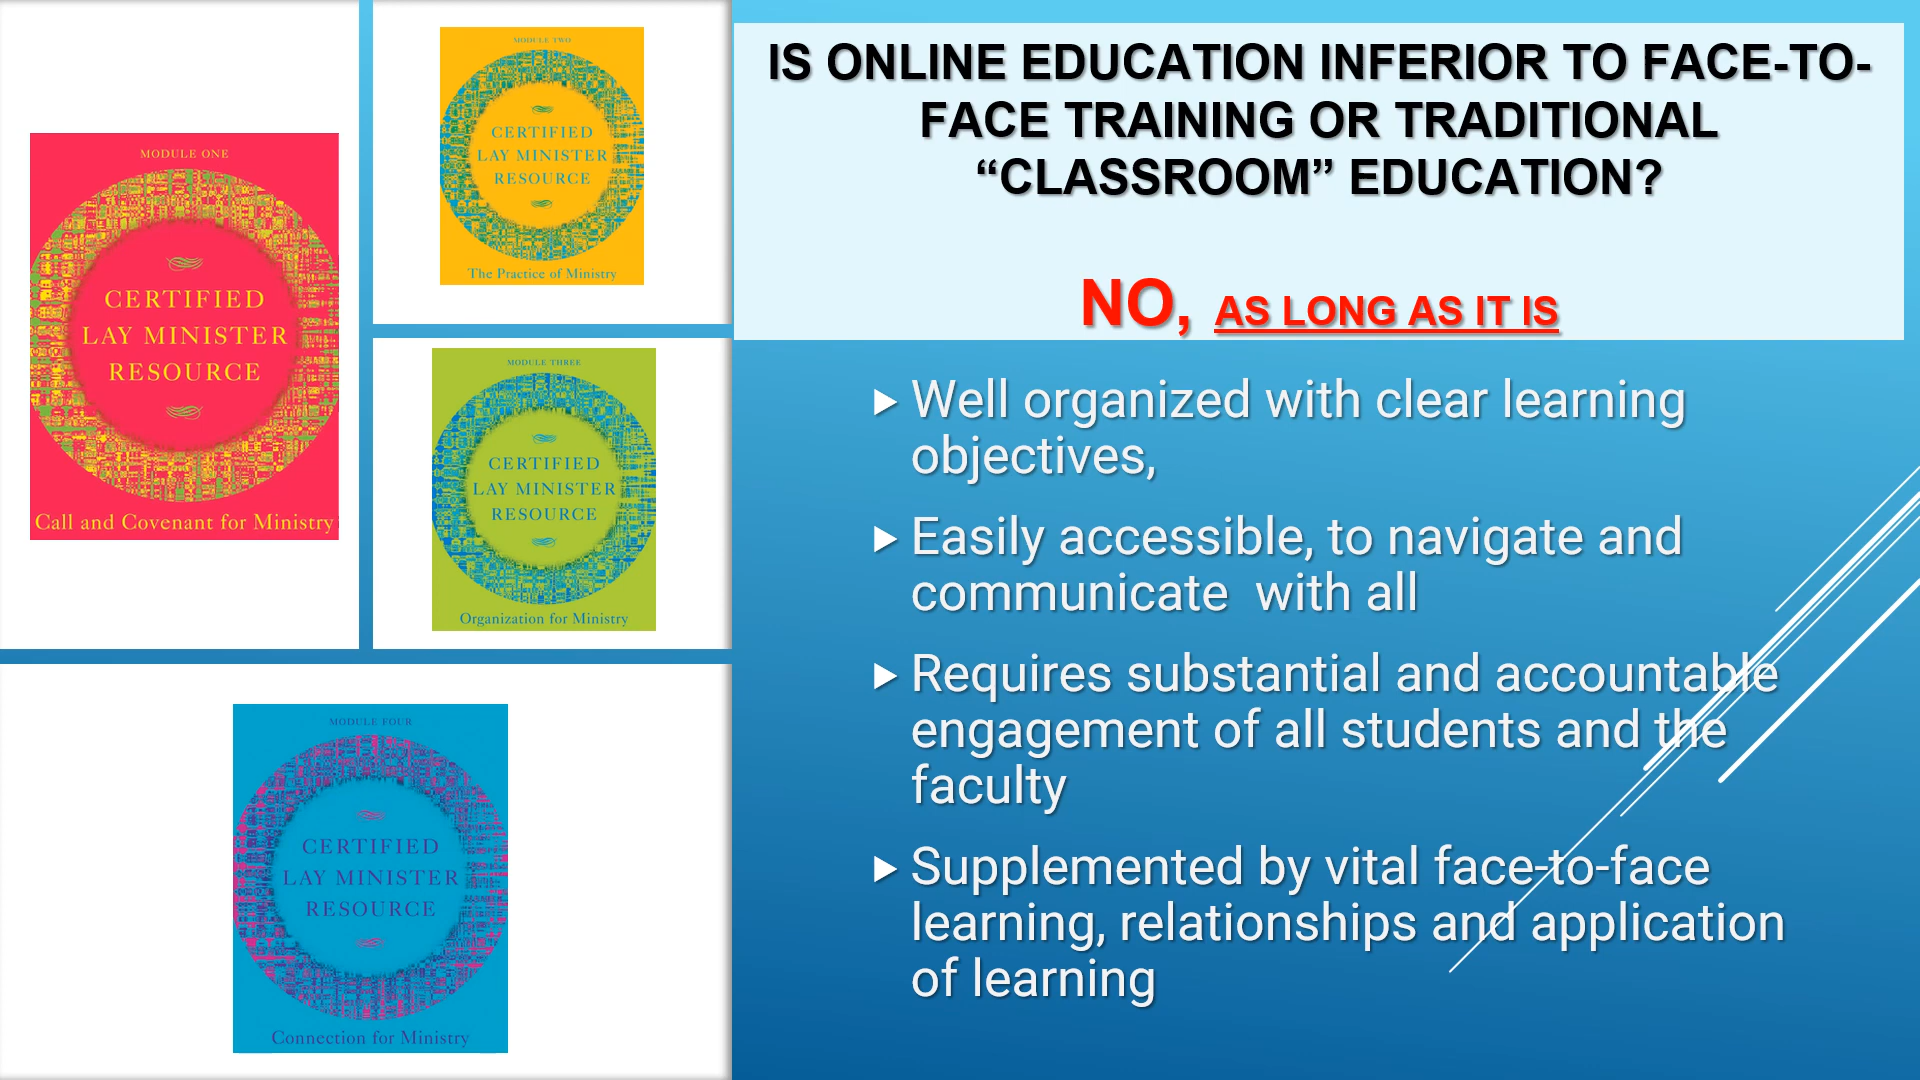 MODULE ONE
CERTIFIED
LAY MINISTER
RESOURCE
Call and Covenant for Ministry
MODULE TWO
CERTIFIED
LAY MINISTER
RESOURCE
The Practice of Ministry
MODULE THREE
CERTIFIED
LAY MINISTER
RESOURCE
Organization for Ministry
MODULE FOUR
CERTIFIED
LAY MINISTER
RESOURCE
Connection for Ministry
IS ONLINE EDUCATION INFERIOR TO FACE-TO-
FACE TRAINING OR TRADITIONAL
“CLASSROOM” EDUCATION?
NO, AS LONG AS IT IS
Well organized with clear learning
objectives,
Easily accessible, to navigate and
communicate  with all
Requires substantial and accountable
engagement of all students and the
faculty
Supplemented by vital face-to-face
learning, relationships and application
of learning